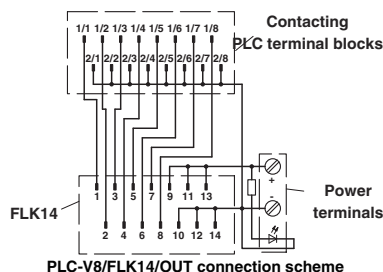 Contacting
PLC terminal blocks
1/1 1/2 1/3 1/4 1/5 1/6 1/7 1/8
2/1 2/2 2/3 2/4 2/5 2/6 2/7 2/8
+
-
1 3 5 7 9 11 13
FLK14
2 4 6 8 10 12 14
Power
terminals
PLC-V8/FLK14/OUT connection scheme